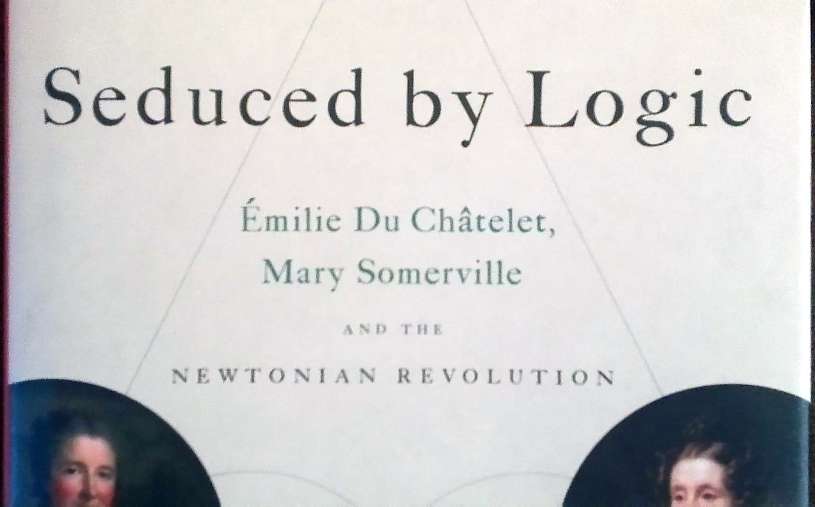 Seduced by Logic
Émilie Du Châtelet,
Mary Somerville
AND THE
NEWTONIAN REVOLUTION